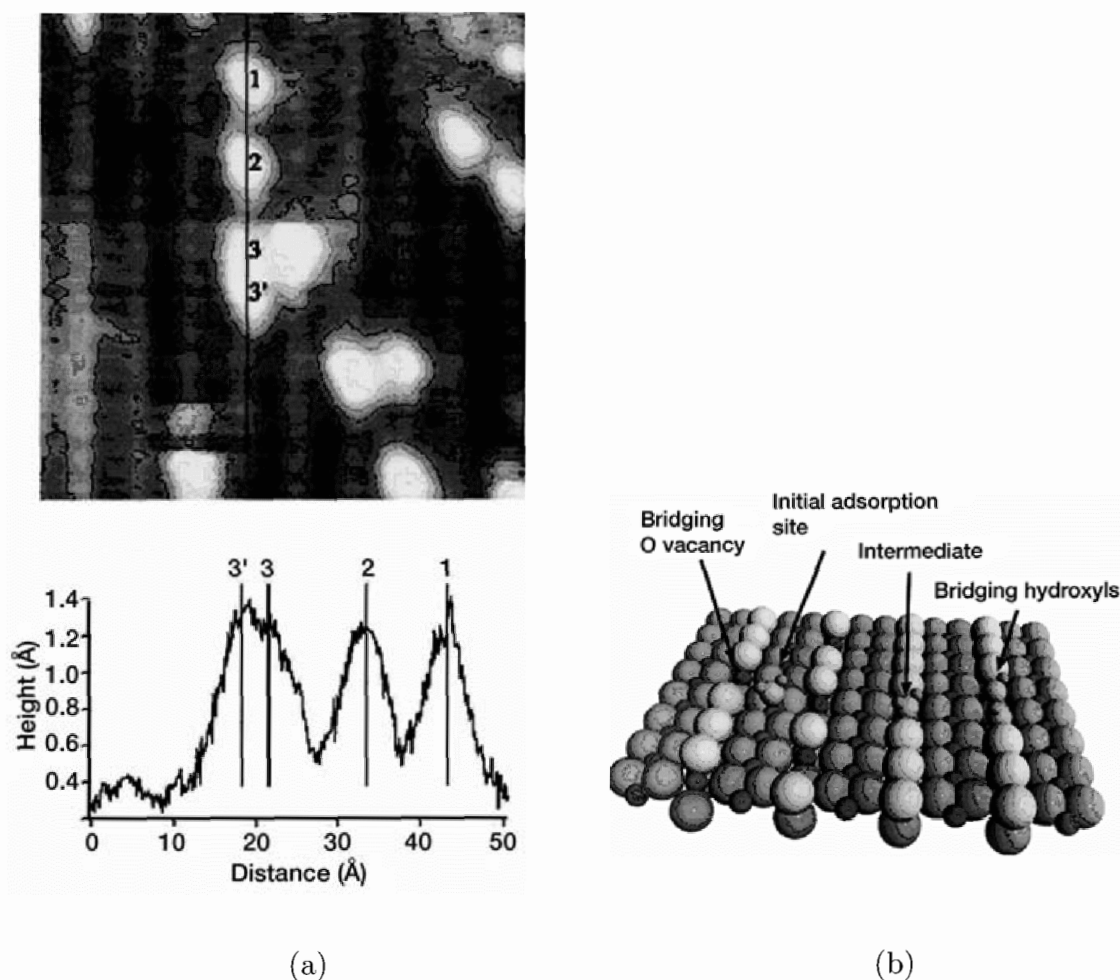 1
2
3
3'
3' 3 2 1
1.4
1.2
1.0
0.8
0.6
0.4
Height (Å)
0 10 20 30 40 50
Distance (Å)
(a)
Initial adsorption
site
Bridging
O vacancy
Intermediate
Bridging hydroxyls
(b)